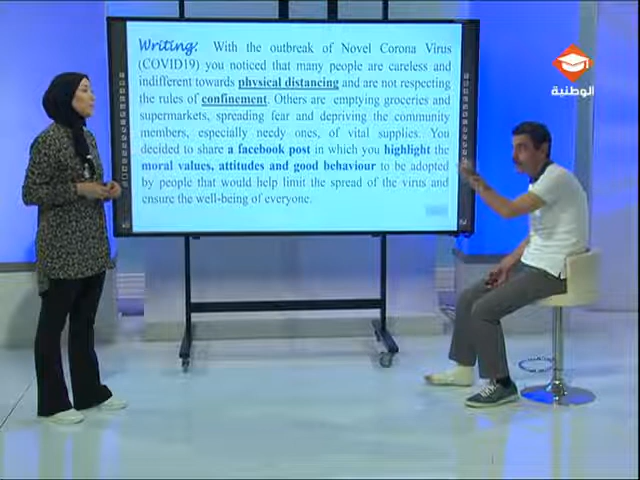 Writing: With the outbreak of Novel Corona Virus
(COVID19) you noticed that many people are careless and
indifferent towards physical distancing and are not respecting
the rules of confinement. Others are emptying groceries and
supermarkets, spreading fear and depriving the community
members, especially needy ones, of vital supplies. You
decided to share a facebook post in which you highlight the
moral values, attitudes and good behaviour to be adopted
by people that would help limit the spread of the virus and
ensure the well-being of everyone.
الوطنية